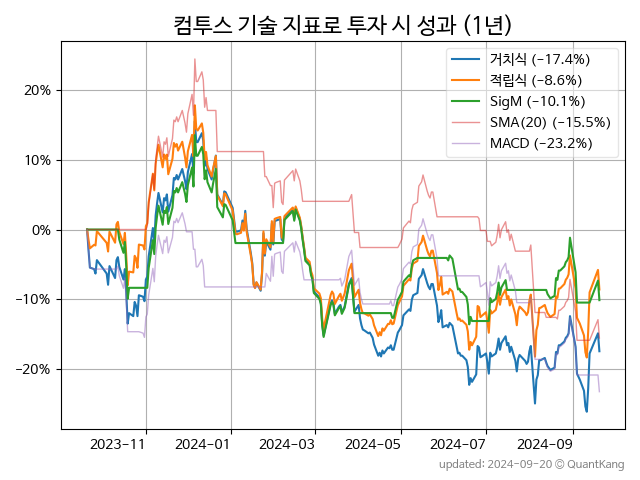 컴투스 기술 지표로 투자 시 성과 (1년)
거치식 (-17.4%)
적립식 (-8.6%)
SigM (-10.1%)
SMA(20) (-15.5%)
MACD (-23.2%)
20%
10%
0%
-10%
-20%
2023-11 2024-01 2024-03 2024-05 2024-07 2024-09
updated: 2024-09-20 © QuantKang